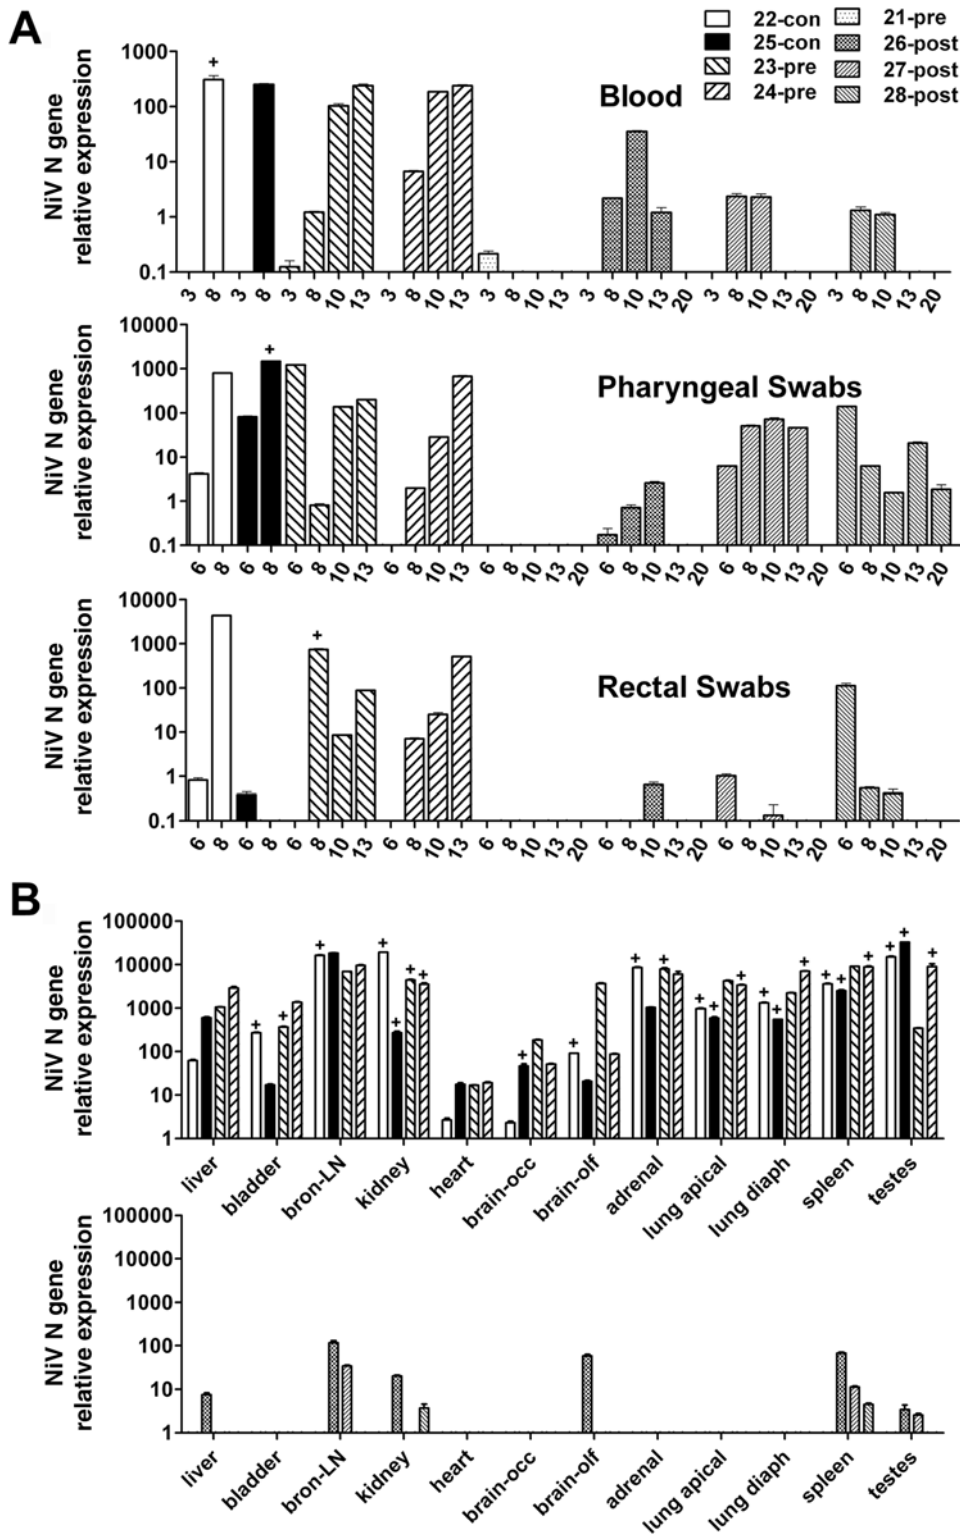 A
22-con 21-pre
25-con 26-post
23-pre 27-post
24-pre 28-post
NiV N gene
relative expression
1000
100
10
1
0.1
+
Blood
3 8 3 8 3 8 10 13 3 8 10 13 3 8 10 13 3 8 10 13 20 3 8 10 13 20 3 8 10 13 20
NiV N gene
relative expression
10000
1000
100
10
1
0.1
+
Pharyngeal Swabs
6 8 6 8 6 8 10 13 6 8 10 13 6 8 10 13 20 6 8 10 13 20 6 8 10 13 20 6 8 10 13 20
NiV N gene
relative expression
10000
1000
100
10
1
0.1
+
Rectal Swabs
6 8 6 8 6 8 10 13 6 8 10 13 6 8 10 13 20 6 8 10 13 20 6 8 10 13 20 6 8 10 13 20
B
NiV N gene
relative expression
100000
10000
1000
100
10
1
+ + + + + + + + + + + + + + + + + + + + + +
liver bladder bron-LN kidney heart brain-occ brain-olf adrenal lung apical lung diaph spleen testes
NiV N gene
relative expression
100000
10000
1000
100
10
1
liver bladder bron-LN kidney heart brain-occ brain-olf adrenal lung apical lung diaph spleen testes